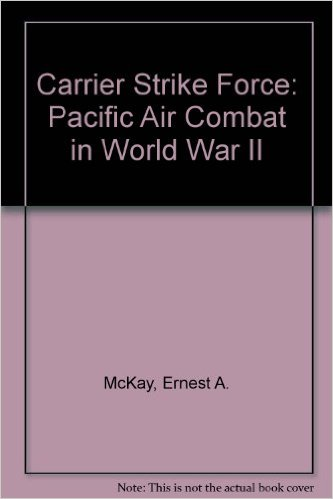 Carrier Strike Force:
Pacific Air Combat
in World War II
McKay, Ernest A.
Note: This is not the actual book cover